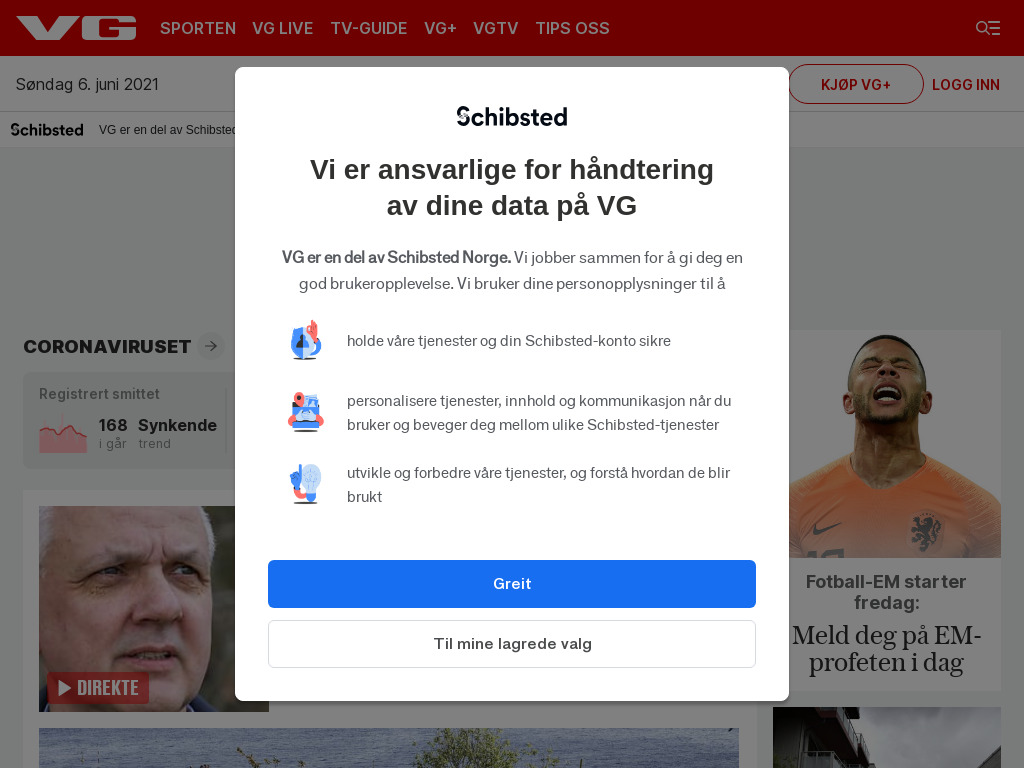 VG SPORTEN VG LIVE TV-GUIDE VG+ VGTV TIPS OSS
Søndag 6. juni 2021
KJØP VG+ LOGG INN
Schibsted VG er en del av Schibsted
Schibsted
Vi er ansvarlige for håndtering
av dine data på VG
VG er en del av Schibsted Norge. Vi jobber sammen for å gi deg en
god brukeropplevelse. Vi bruker dine personopplysninger til å
holde våre tjenester og din Schibsted-konto sikre
personalisere tjenester, innhold og kommunikasjon når du
bruker og beveger deg mellom ulike Schibsted-tjenester
utvikle og forbedre våre tjenester, og forstå hvordan de blir
brukt
Greit
Til mine lagrede valg
CORONAVIRUSET
Registrert smittet
168 Synkende
i går trend
DIREKTE
Fotball-EM starter
fredag:
Meld deg på EM-
profeten i dag